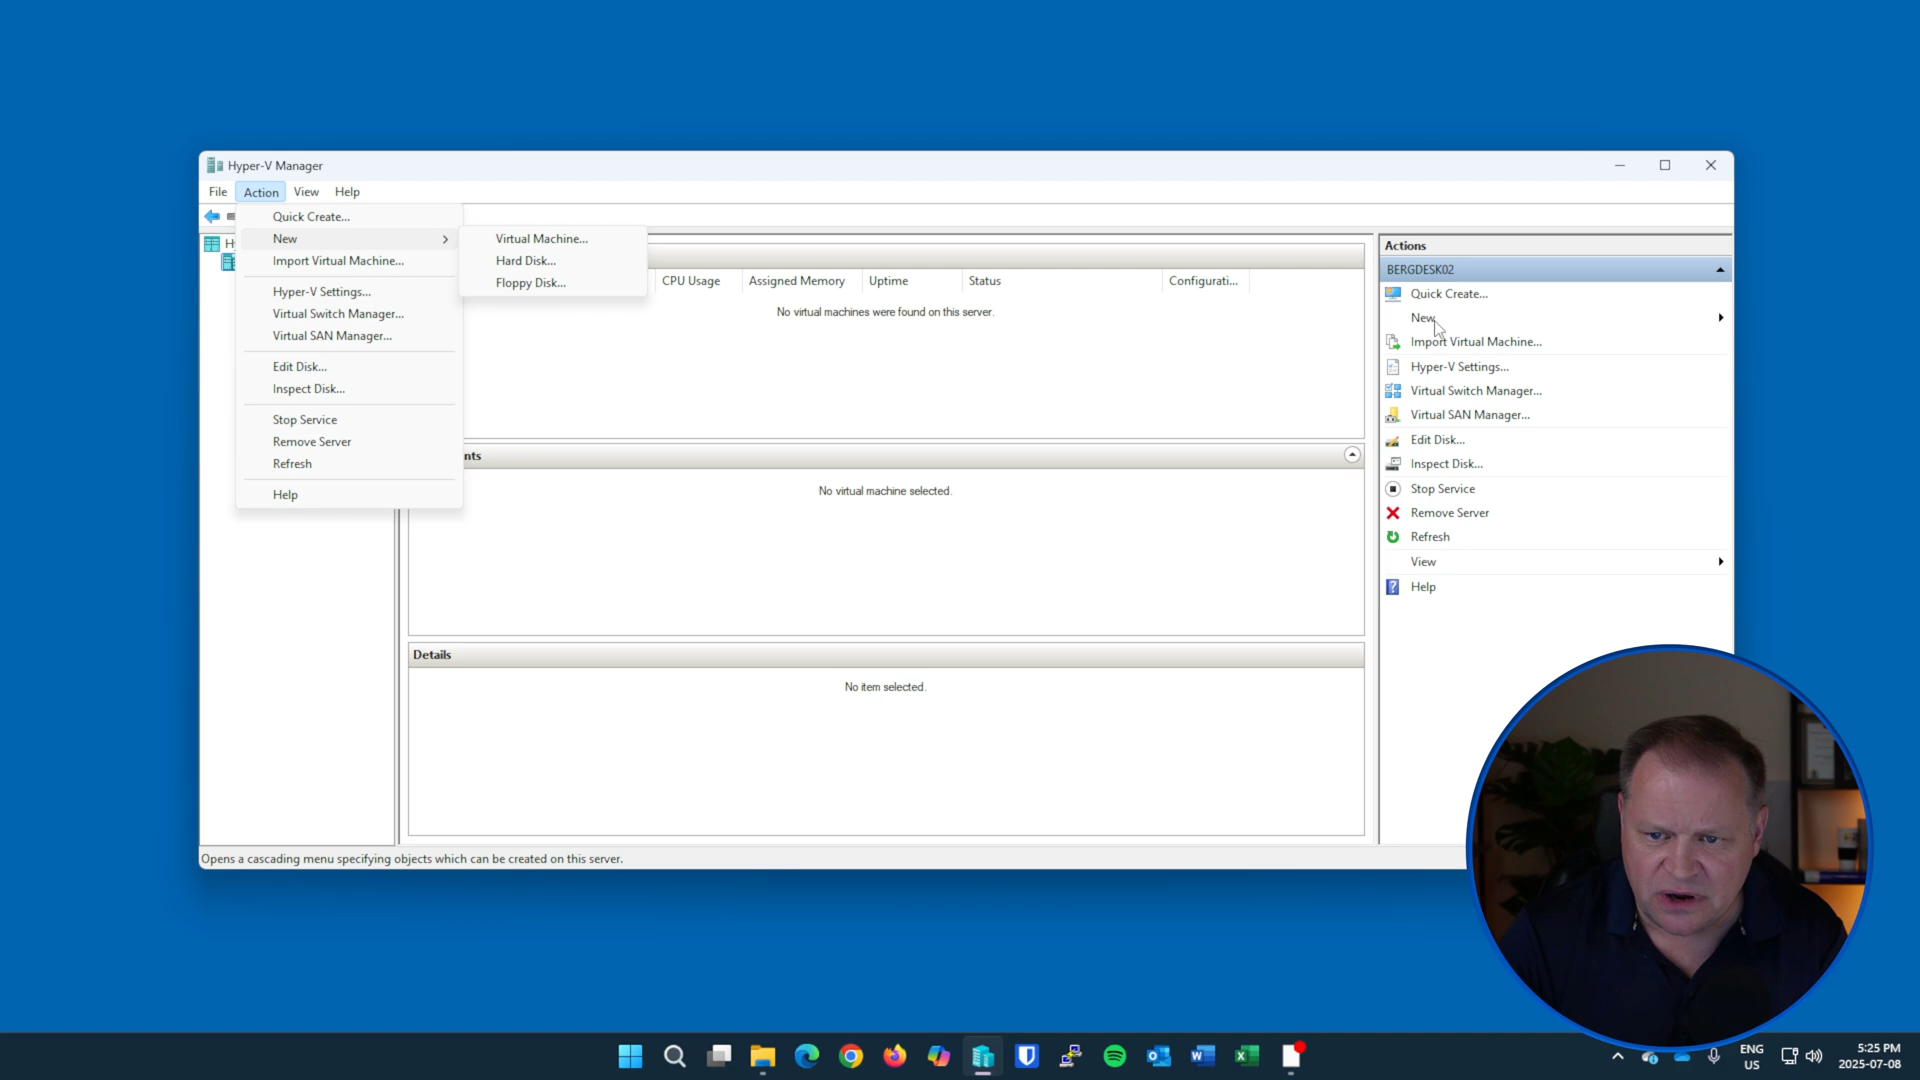 Hyper-V Manager
File Action View Help
Quick Create...
New
Import Virtual Machine...
Hyper-V Settings...
Virtual Switch Manager...
Virtual SAN Manager...
Edit Disk...
Inspect Disk...
Stop Service
Remove Server
Refresh
Help
Virtual Machine...
Hard Disk...
Floppy Disk...
H
CPU Usage Assigned Memory Uptime Status Configurati...
No virtual machines were found on this server.
nts
No virtual machine selected.
Details
No item selected.
Actions
BERGDESK02
Quick Create...
New
Import Virtual Machine...
Hyper-V Settings...
Virtual Switch Manager...
Virtual SAN Manager...
Edit Disk...
Inspect Disk...
Stop Service
Remove Server
Refresh
View
Help
Opens a cascading menu specifying objects which can be created on this server.
ENG
US
5:25 PM
2025-07-08